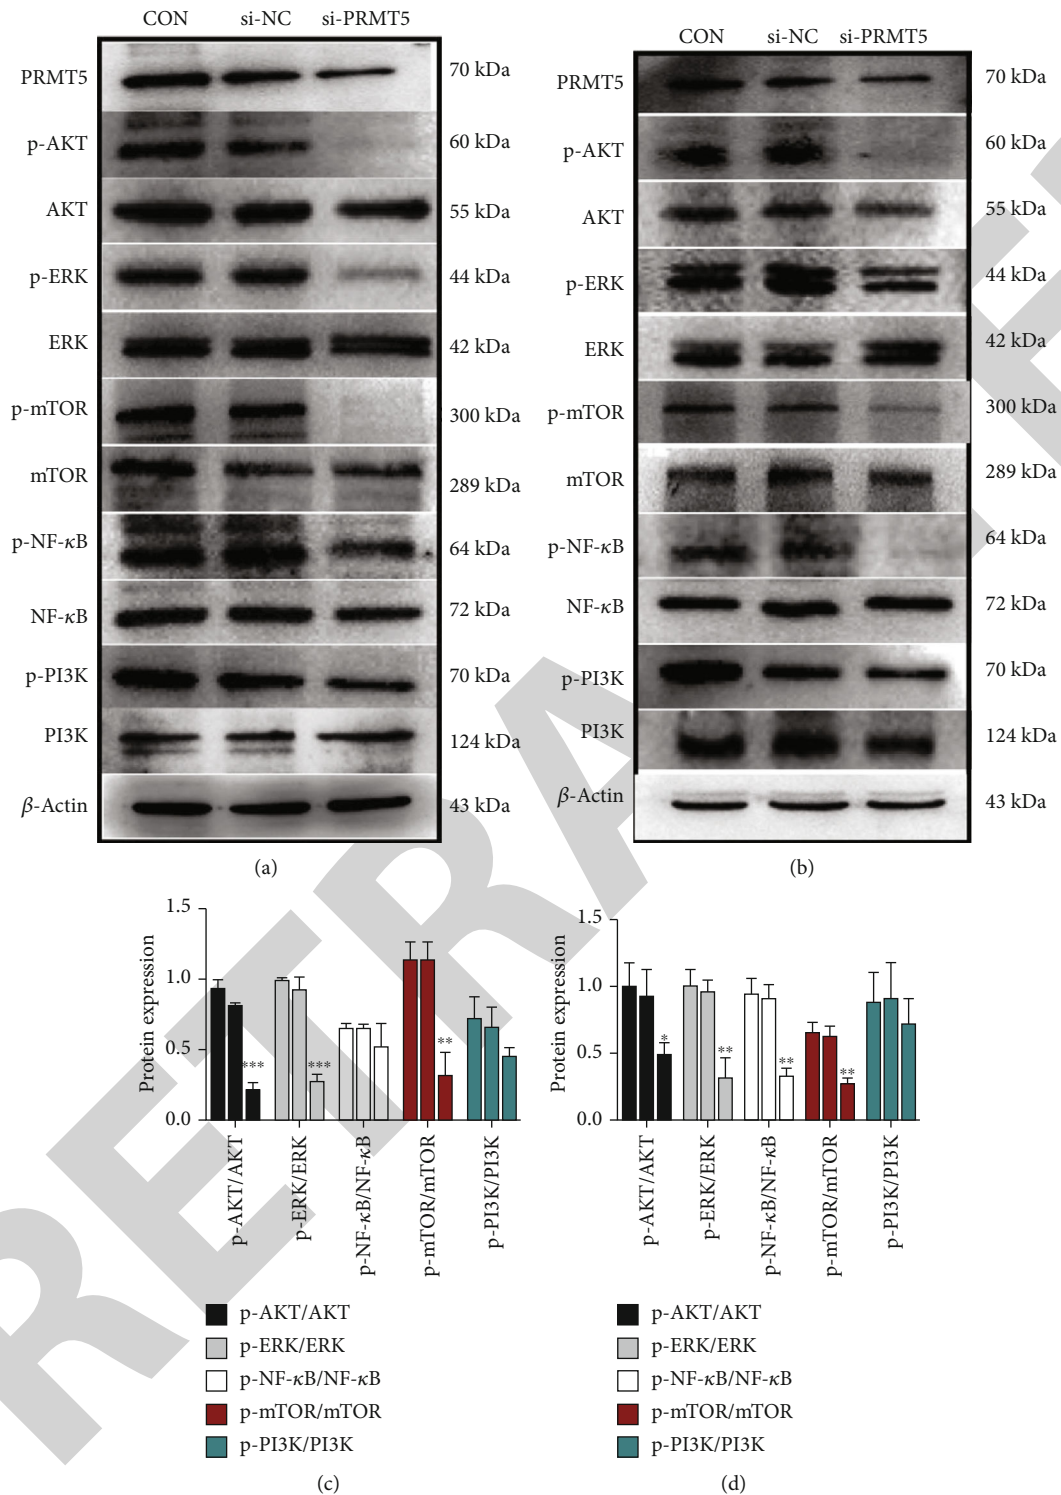 CON si-NC si-PRMT5
PRMT5 70 kDa
p-AKT 60 kDa
AKT 55 kDa
p-ERK 44 kDa
ERK 42 kDa
p-mTOR 300 kDa
mTOR 289 kDa
p-NF-κB 64 kDa
NF-κB 72 kDa
p-PI3K 70 kDa
PI3K 124 kDa
β-Actin 43 kDa
(a)
CON si-NC si-PRMT5
PRMT5 70 kDa
p-AKT 60 kDa
AKT 55 kDa
p-ERK 44 kDa
ERK 42 kDa
p-mTOR 300 kDa
mTOR 289 kDa
p-NF-κB 64 kDa
NF-κB 72 kDa
p-PI3K 70 kDa
PI3K 124 kDa
β-Actin 43 kDa
(b)
Protein expression
1.5
1.0
0.5
0.0
***
***
**
p-AKT/AKT
p-ERK/ERK
p-NF-κB/NF-κB
p-mTOR/mTOR
p-PI3K/PI3K
p-AKT/AKT
p-ERK/ERK
p-NF-κB/NF-κB
p-mTOR/mTOR
p-PI3K/PI3K
(c)
Protein expression
1.5
1.0
0.5
0.0
*
**
**
**
p-AKT/AKT
p-ERK/ERK
p-NF-κB/NF-κB
p-mTOR/mTOR
p-PI3K/PI3K
p-AKT/AKT
p-ERK/ERK
p-NF-κB/NF-κB
p-mTOR/mTOR
p-PI3K/PI3K
(d)
RETRA